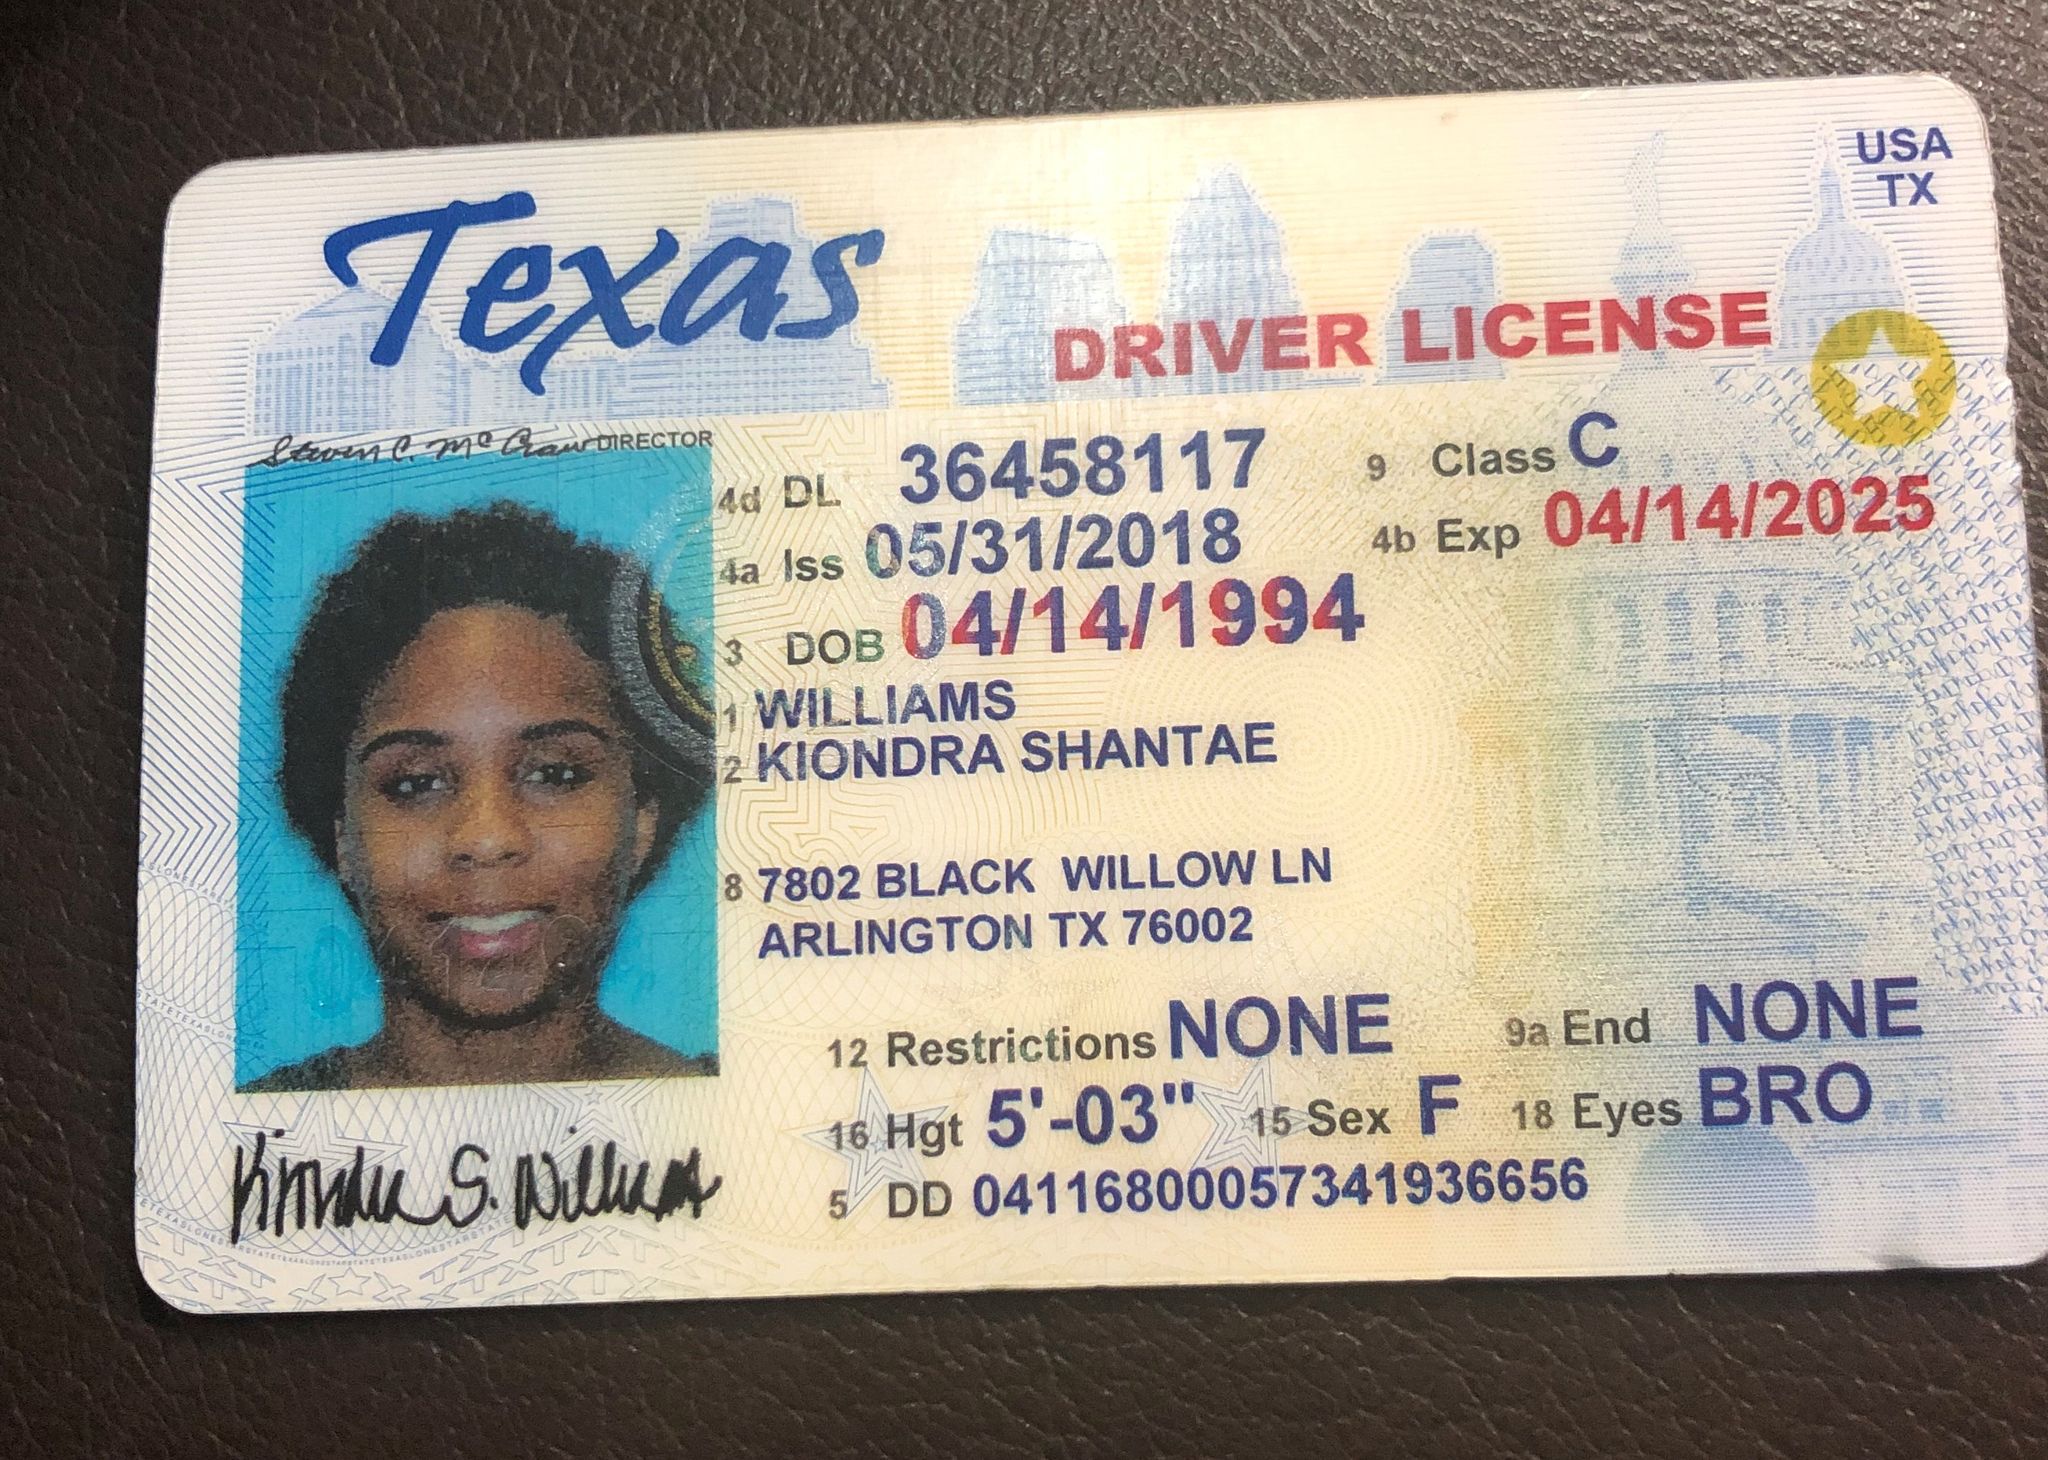 USA
TX
Texas
DRIVER LICENSE
Steven C. McCraw DIRECTOR
4d DL 36458117 9 Class C
4a Iss 05/31/2018 4b Exp 04/14/2025
3 DOB 04/14/1994
1 WILLIAMS
2 KIONDRA SHANTAE
8 7802 BLACK WILLOW LN
ARLINGTON TX 76002
12 Restrictions NONE 9a End NONE
16 Hgt 5'-03" 15 Sex F 18 Eyes BRO
5 DD 04116800057341936656
Kiondra S. Williams